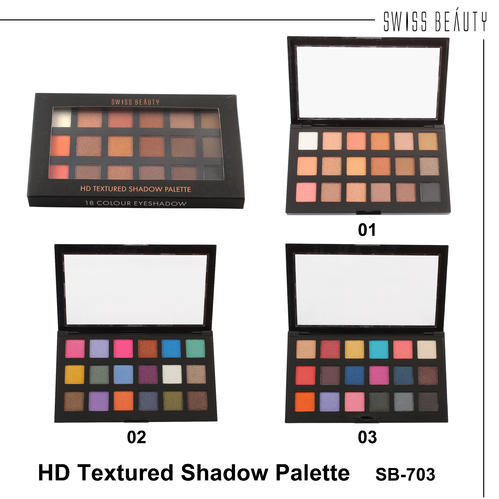 SWISS BEAUTY
SWISS BEAUTY
HD TEXTURED SHADOW PALETTE
18 COLOUR EYESHADOW
01
02
03
HD Textured Shadow Palette SB-703